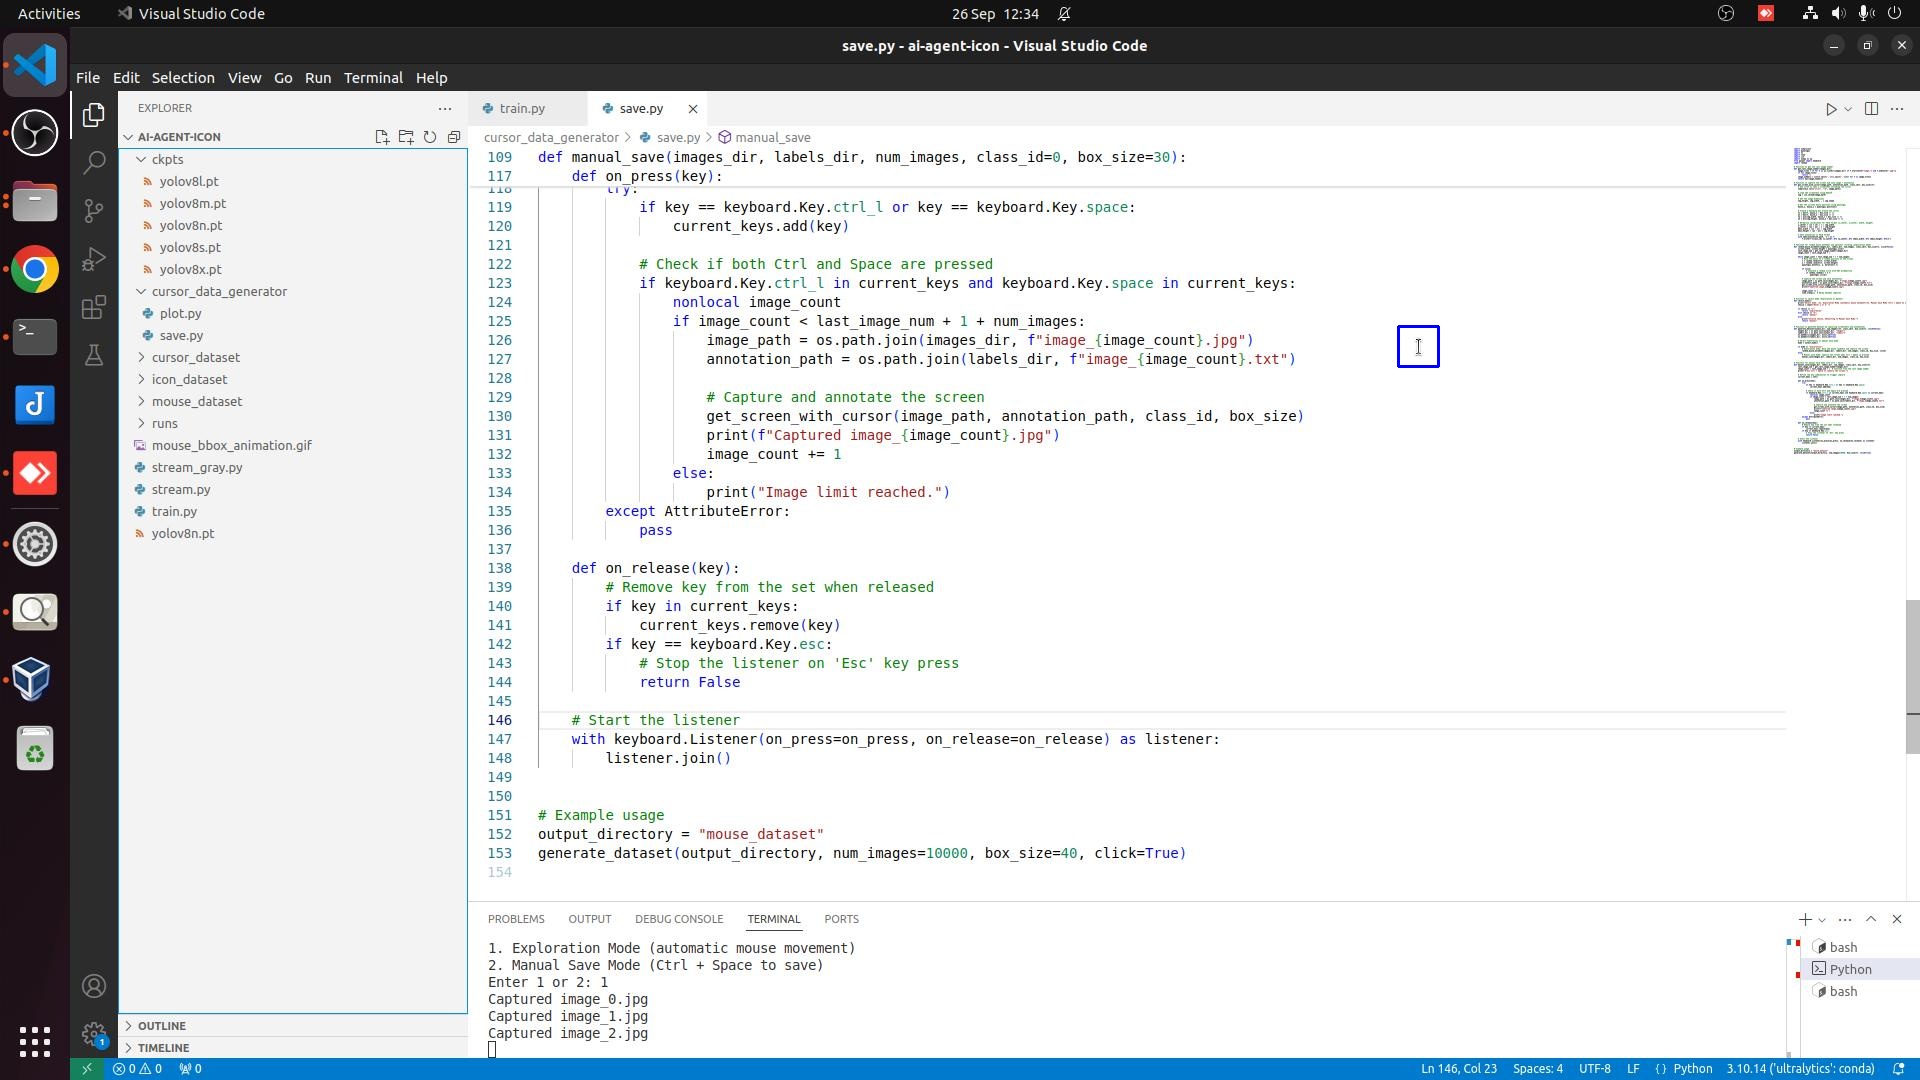 Activities
Visual Studio Code
26 Sep 12:34
save.py - ai-agent-icon - Visual Studio Code
File Edit Selection View Go Run Terminal Help
EXPLORER
AI-AGENT-ICON
ckpts
yolov8l.pt
yolov8m.pt
yolov8n.pt
yolov8s.pt
yolov8x.pt
cursor_data_generator
plot.py
save.py
cursor_dataset
icon_dataset
mouse_dataset
runs
mouse_bbox_animation.gif
stream_gray.py
stream.py
train.py
yolov8n.pt
OUTLINE
TIMELINE
train.py
save.py
cursor_data_generator > save.py > manual_save
109 def manual_save(images_dir, labels_dir, num_images, class_id=0, box_size=30):
117 def on_press(key):
118 try:
119 if key == keyboard.Key.ctrl_l or key == keyboard.Key.space:
120 current_keys.add(key)
121
122 # Check if both Ctrl and Space are pressed
123 if keyboard.Key.ctrl_l in current_keys and keyboard.Key.space in current_keys:
124 nonlocal image_count
125 if image_count < last_image_num + 1 + num_images:
126 image_path = os.path.join(images_dir, f"image_{image_count}.jpg")
127 annotation_path = os.path.join(labels_dir, f"image_{image_count}.txt")
128
129 # Capture and annotate the screen
130 get_screen_with_cursor(image_path, annotation_path, class_id, box_size)
131 print(f"Captured image_{image_count}.jpg")
132 image_count += 1
133 else:
134 print("Image limit reached.")
135 except AttributeError:
136 pass
137
138 def on_release(key):
139 # Remove key from the set when released
140 if key in current_keys:
141 current_keys.remove(key)
142 if key == keyboard.Key.esc:
143 # Stop the listener on 'Esc' key press
144 return False
145
146 # Start the listener
147 with keyboard.Listener(on_press=on_press, on_release=on_release) as listener:
148 listener.join()
149
150
151 # Example usage
152 output_directory = "mouse_dataset"
153 generate_dataset(output_directory, num_images=10000, box_size=40, click=True)
154
PROBLEMS OUTPUT DEBUG CONSOLE TERMINAL PORTS
1. Exploration Mode (automatic mouse movement)
2. Manual Save Mode (Ctrl + Space to save)
Enter 1 or 2: 1
Captured image_0.jpg
Captured image_1.jpg
Captured image_2.jpg
bash
Python
bash
1
0 0 0
Ln 146, Col 23 Spaces: 4 UTF-8 LF { } Python 3.10.14 ('ultralytics': conda)